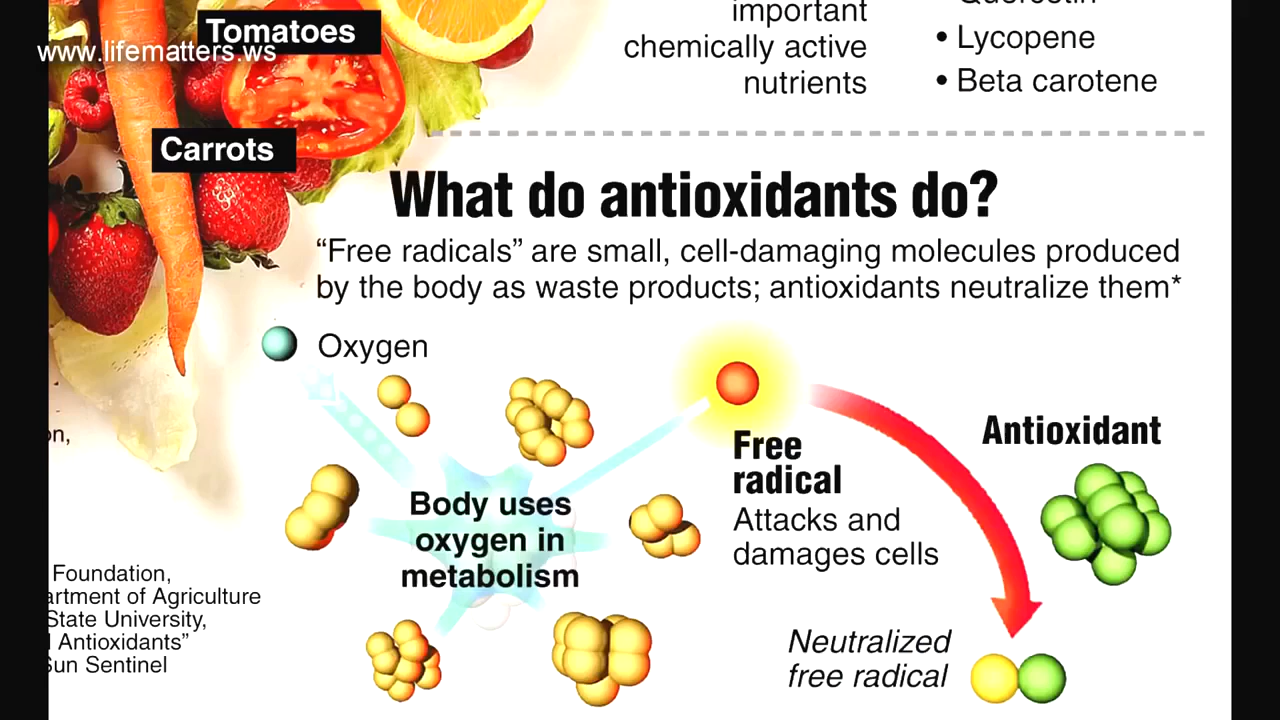 Tomatoes
www.lifematters.ws
Carrots
important
chemically active
nutrients
Quercetin
• Lycopene
• Beta carotene
What do antioxidants do?
“Free radicals” are small, cell-damaging molecules produced
by the body as waste products; antioxidants neutralize them*
Oxygen
Body uses
oxygen in
metabolism
Free
radical
Attacks and
damages cells
Antioxidant
Neutralized
free radical
Foundation,
of Agriculture
State University,
Antioxidants”
Sun Sentinel